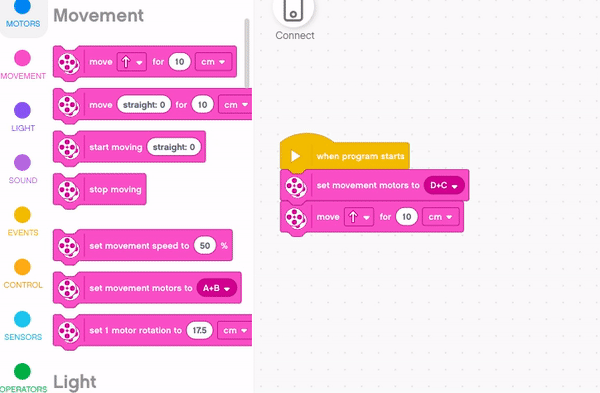 MOTORS
MOVEMENT
LIGHT
SOUND
EVENTS
CONTROL
SENSORS
OPERATORS
Movement
move for 10 cm
move straight: 0 for 10 cm
start moving straight: 0
stop moving
set movement speed to 50 %
set movement motors to A+B
set 1 motor rotation to 17.5 cm
Light
Connect
when program starts
set movement motors to D+C
move for 10 cm